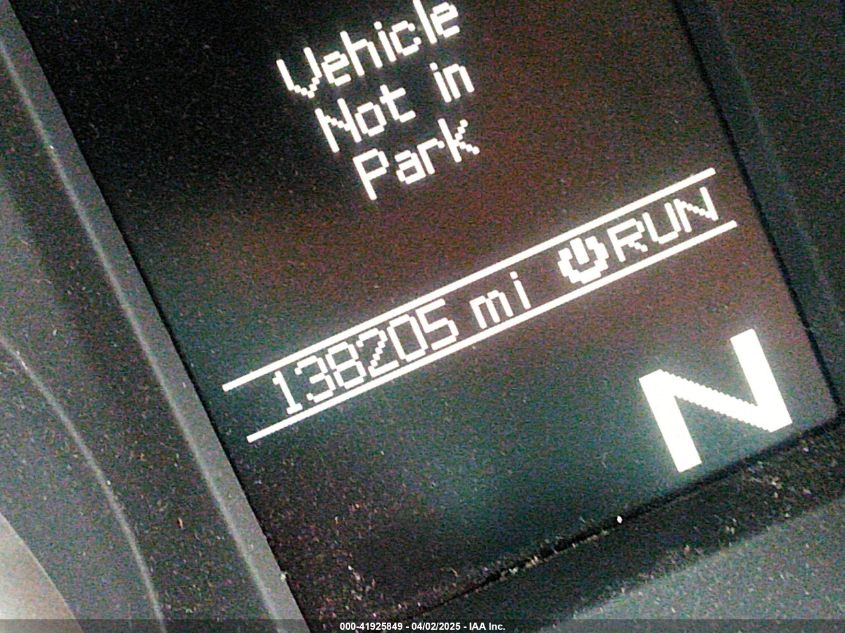 Vehicle
Not in
Park
138205 mi RUN
N
000-41925849 - 04/02/2025 - IAA Inc.